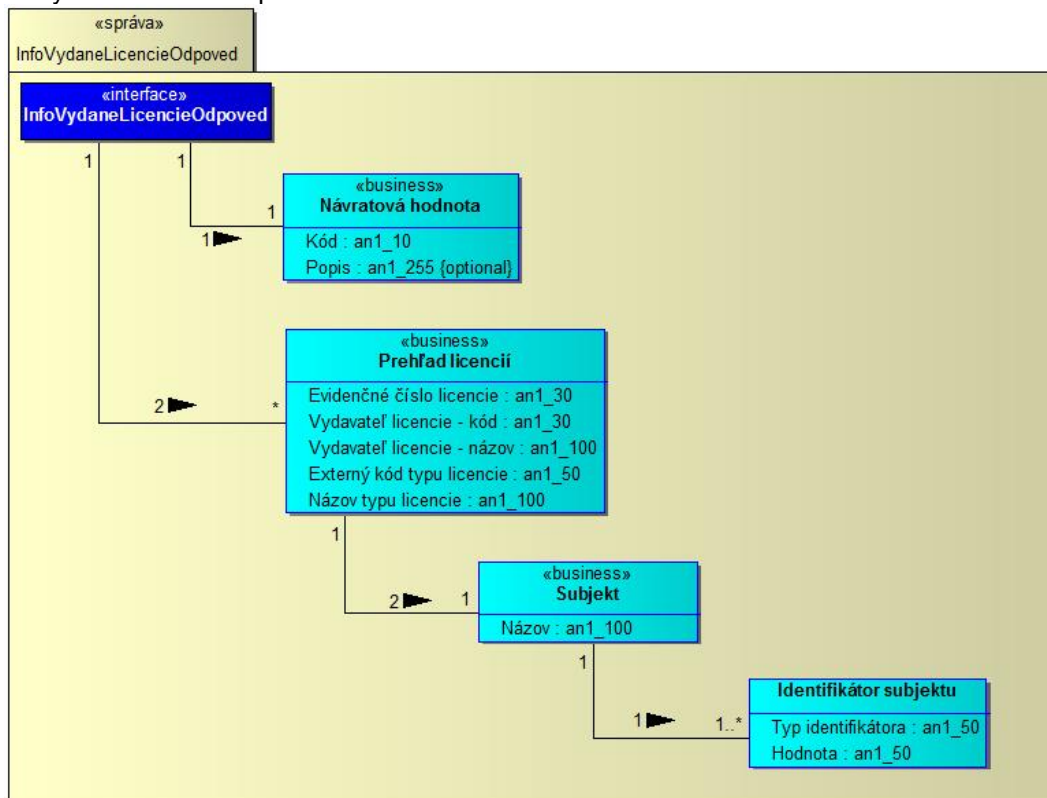 «správa»
InfoVydaneLicencieOdpoved
«interface»
InfoVydaneLicencieOdpoved
1
1
1
1
«business»
Návratová hodnota
Kód : an1_10
Popis : an1_255 {optional}
2
*
«business»
Prehľad licencií
Evidenčné číslo licencie : an1_30
Vydavateľ licencie - kód : an1_30
Vydavateľ licencie - názov : an1_100
Externý kód typu licencie : an1_50
Názov typu licencie : an1_100
1
2
1
«business»
Subjekt
Názov : an1_100
1
1
1..*
Identifikátor subjektu
Typ identifikátora : an1_50
Hodnota : an1_50